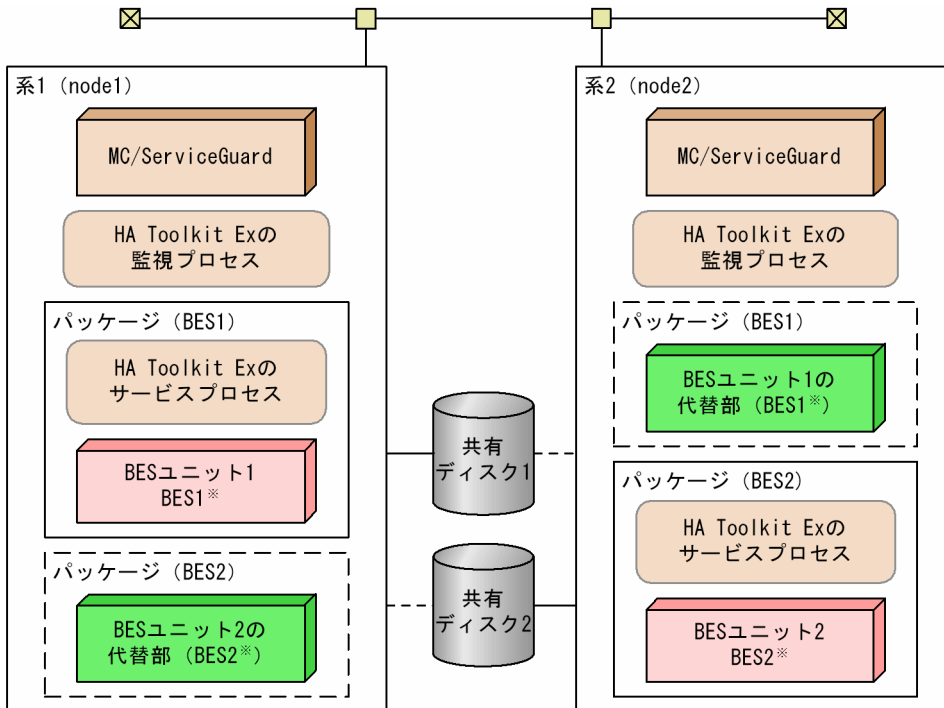 系1（node1）
MC/ServiceGuard
HA Toolkit Exの
監視プロセス
パッケージ（BES1）
HA Toolkit Exの
サービスプロセス
BESユニット1
BES1※
パッケージ（BES2）
BESユニット2の
代替部（BES2※）
共有
ディスク1
共有
ディスク2
系2（node2）
MC/ServiceGuard
HA Toolkit Exの
監視プロセス
パッケージ（BES1）
BESユニット1の
代替部（BES1※）
パッケージ（BES2）
HA Toolkit Exの
サービスプロセス
BESユニット2
BES2※